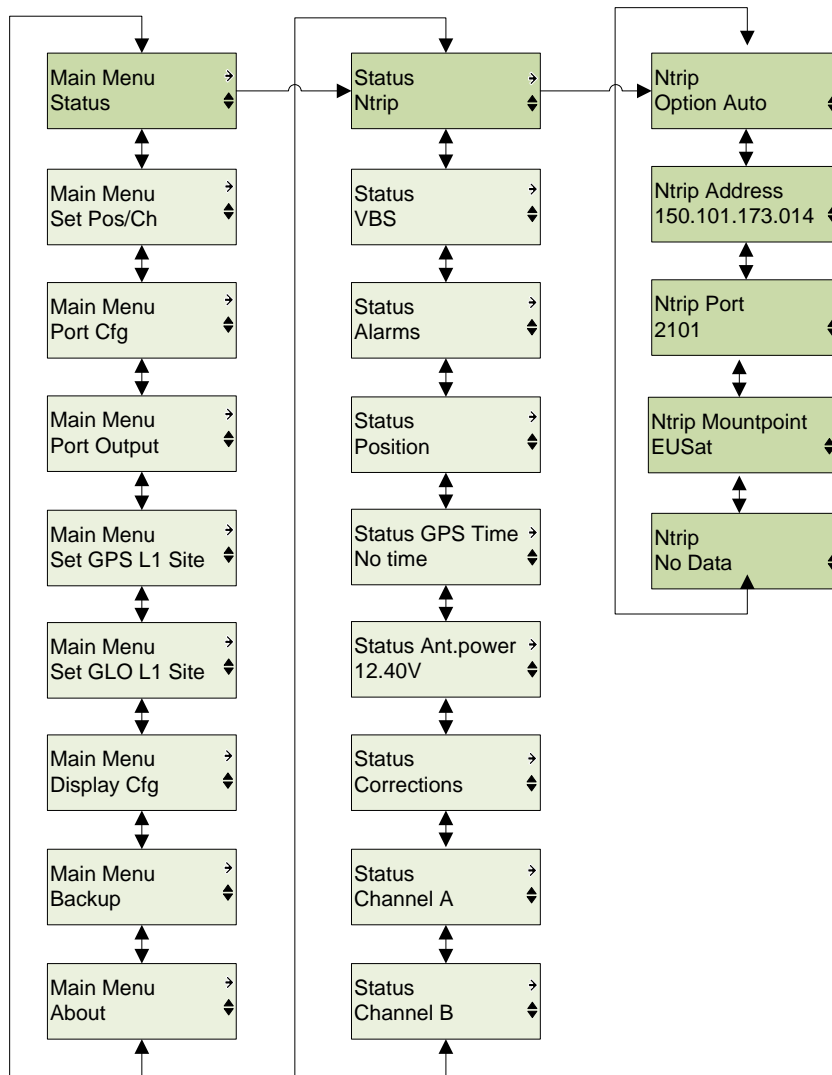 Main Menu
Status
Main Menu
Set Pos/Ch
Main Menu
Port Cfg
Main Menu
Port Output
Main Menu
Set GPS L1 Site
Main Menu
Set GLO L1 Site
Main Menu
Display Cfg
Main Menu
Backup
Main Menu
About
Status
Ntrip
Status
VBS
Status
Alarms
Status
Position
Status GPS Time
No time
Status Ant.power
12.40V
Status
Corrections
Status
Channel A
Status
Channel B
Ntrip
Option Auto
Ntrip Address
150.101.173.014
Ntrip Port
2101
Ntrip Mountpoint
EUSat
Ntrip
No Data